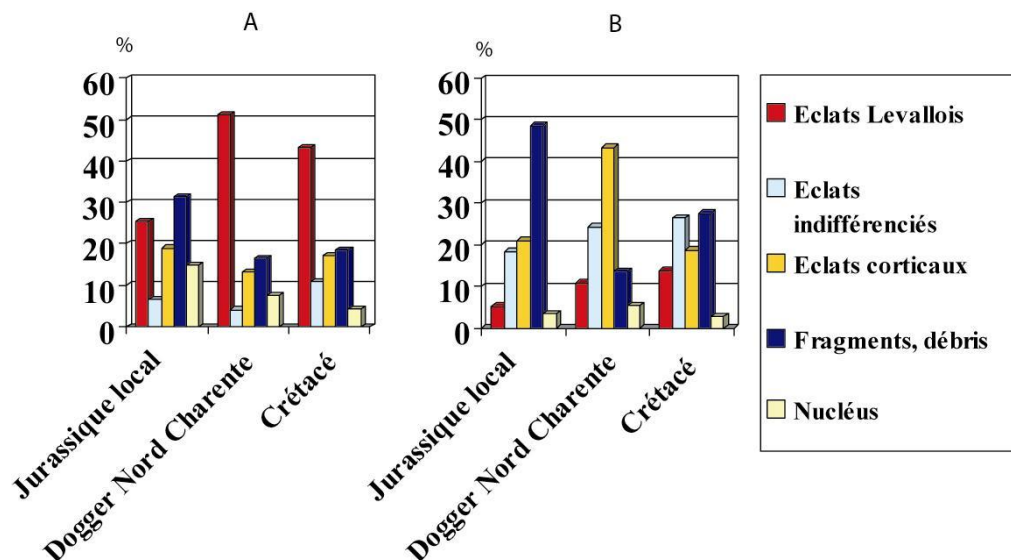 A
%
60
50
40
30
20
10
0
Jurassique local
Dogger Nord Charente
Crétacé
B
%
60
50
40
30
20
10
0
Jurassique local
Dogger Nord Charente
Crétacé
Eclats Levallois
Eclats
indifférenciés
Eclats corticaux
Fragments, débris
Nucléus